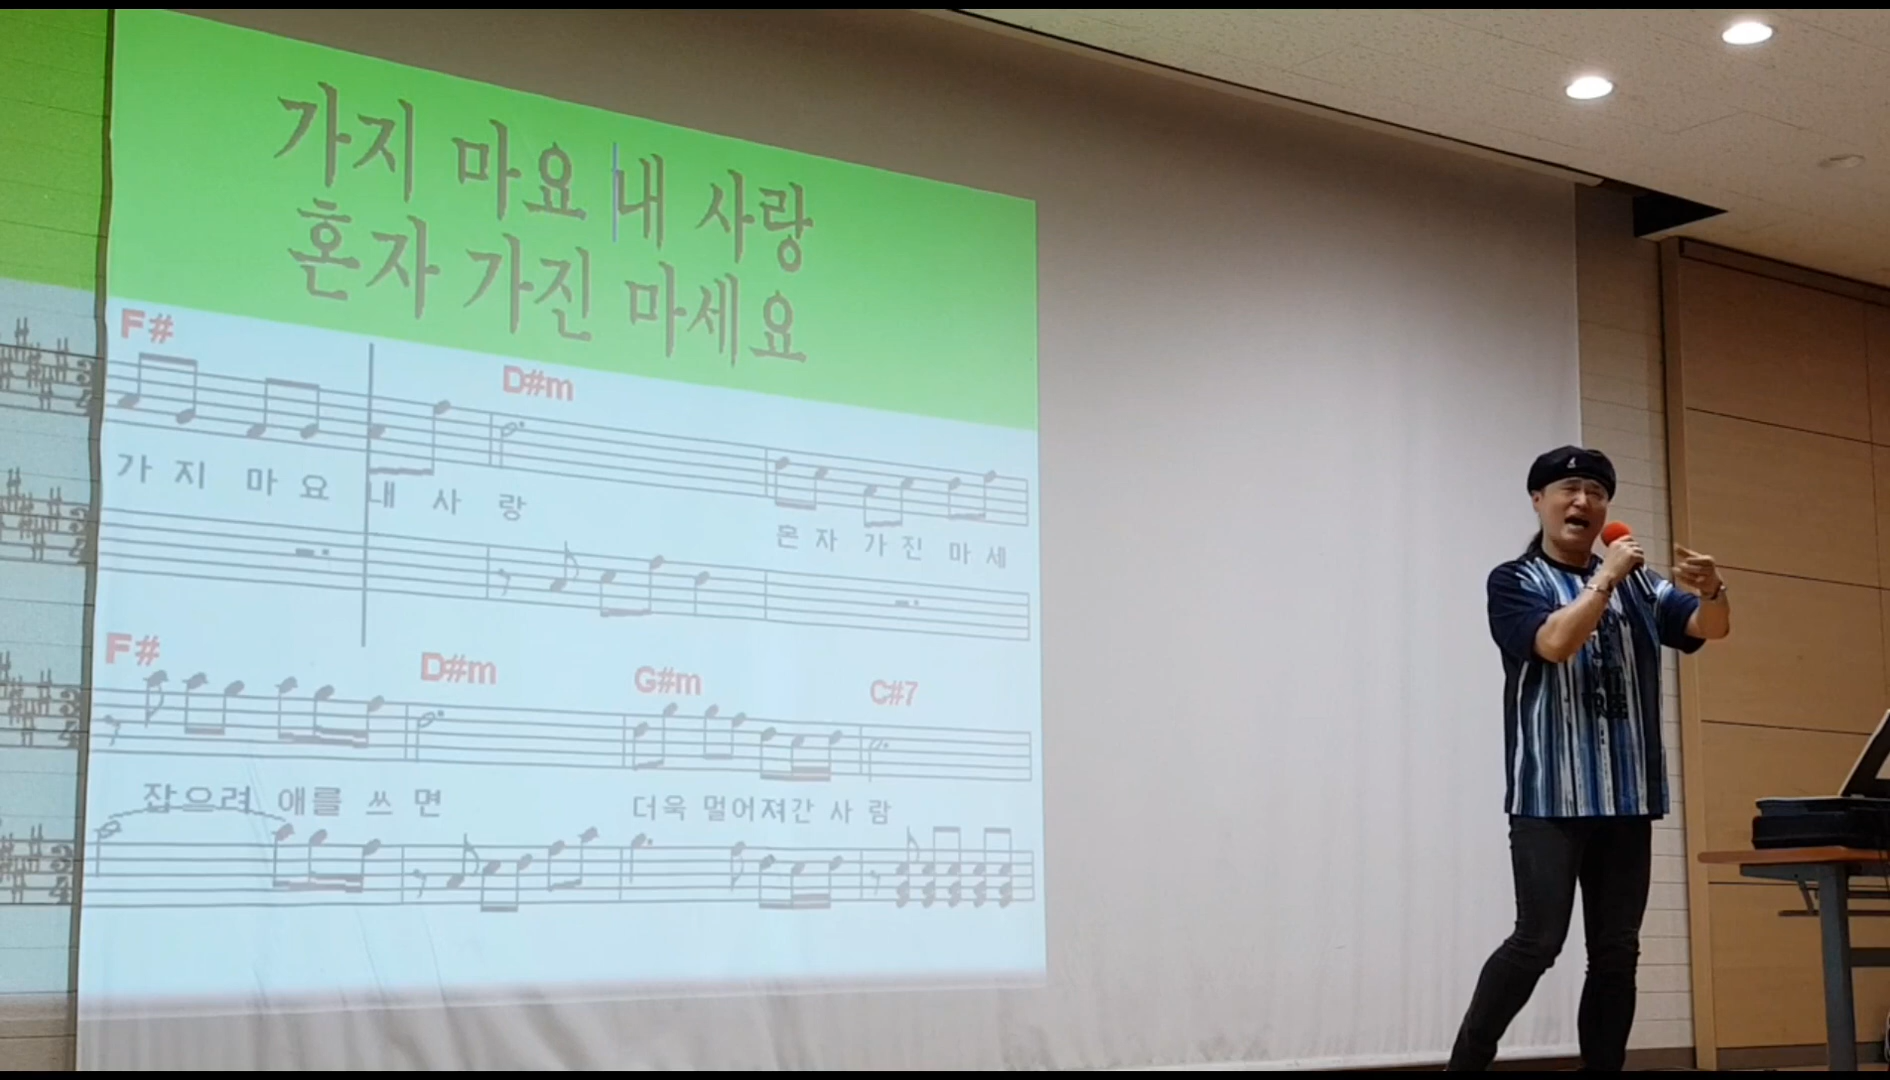 가지 마요 내 사랑
혼자 가진 마세요
F#
D#m
가 지 마 요 내 사 랑
혼 자 가 진 마 세
F#
D#m
G#m
C#7
잡으려 애를 쓰 면
더욱 멀어져간 사 람